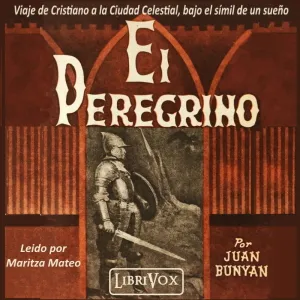 Viaje de Cristiano a la Ciudad Celestial, bajo el símil de un sueño
El
PEREGRINO
Leido por
Maritza Mateo
Por
JUAN
BUNYAN
LIBRIVOX